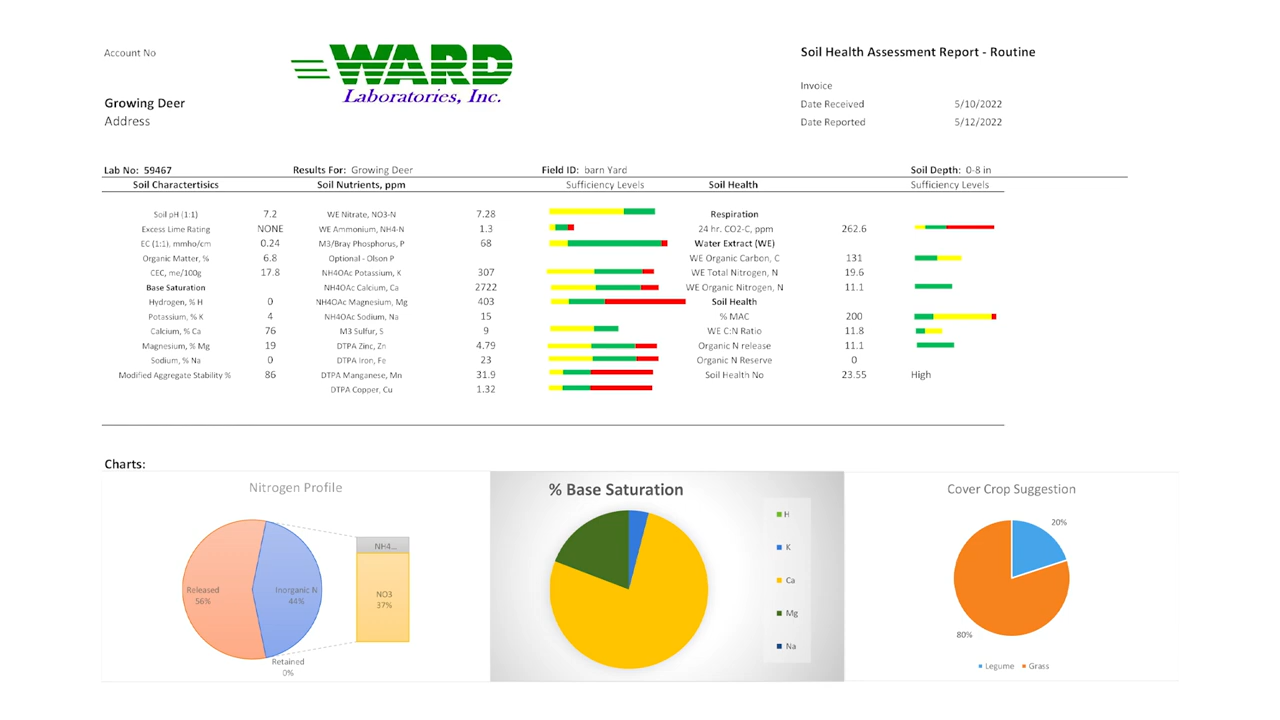 Account No
WARD
Laboratories, Inc.
Soil Health Assessment Report - Routine
Invoice
Growing Deer
Date Received 5/10/2022
Address
Date Reported 5/12/2022
Lab No: 59467 Results For: Growing Deer Field ID: barn Yard Soil Depth: 0-8 in
Soil Charactertisics Soil Nutrients, ppm Sufficiency Levels Soil Health Sufficiency Levels
Soil pH (1:1) 7.2 WE Nitrate, NO3-N 7.28 Respiration
Excess Lime Rating NONE WE Ammonium, NH4-N 1.3 24 hr. CO2-C, ppm 262.6
EC (1:1), mmho/cm 0.24 M3/Bray Phosphorus, P 68 Water Extract (WE)
Organic Matter, % 6.8 Optional - Olson P WE Organic Carbon, C 131
CEC, me/100g 17.8 NH4OAc Potassium, K 307 WE Total Nitrogen, N 19.6
Base Saturation NH4OAc Calcium, Ca 2722 WE Organic Nitrogen, N 11.1
Hydrogen, % H 0 NH4OAc Magnesium, Mg 403 Soil Health
Potassium, % K 4 NH4OAc Sodium, Na 15 % MAC 200
Calcium, % Ca 76 M3 Sulfur, S 9 WE C:N Ratio 11.8
Magnesium, % Mg 19 DTPA Zinc, Zn 4.79 Organic N release 11.1
Sodium, % Na 0 DTPA Iron, Fe 23 Organic N Reserve 0
Modified Aggregate Stability % 86 DTPA Manganese, Mn 31.9 Soil Health No 23.55 High
DTPA Copper, Cu 1.32
Charts:
Nitrogen Profile
Released
56%
Inorganic N
44%
Retained
0%
NH4...
NO3
37%
% Base Saturation
H
K
Ca
Mg
Na
Cover Crop Suggestion
20%
80%
Legume Grass